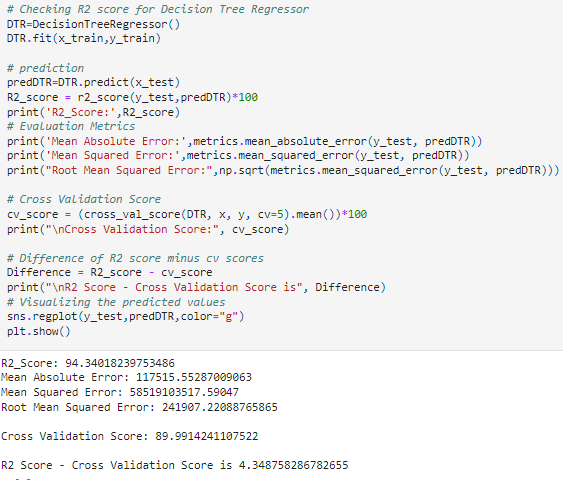 # Checking R2 score for Decision Tree Regressor
DTR=DecisionTreeRegressor()
DTR.fit(x_train,y_train)
# prediction
predDTR=DTR.predict(x_test)
R2_score = r2_score(y_test,predDTR)*100
print('R2_Score:',R2_score)
# Evaluation Metrics
print('Mean Absolute Error:',metrics.mean_absolute_error(y_test, predDTR))
print('Mean Squared Error:',metrics.mean_squared_error(y_test, predDTR))
print("Root Mean Squared Error:",np.sqrt(metrics.mean_squared_error(y_test, predDTR)))
# Cross Validation Score
cv_score = (cross_val_score(DTR, x, y, cv=5).mean())*100
print("\nCross Validation Score:", cv_score)
# Difference of R2 score minus cv scores
Difference = R2_score - cv_score
print("\nR2 Score - Cross Validation Score is", Difference)
# Visualizing the predicted values
sns.regplot(y_test,predDTR,color="g")
plt.show()
R2_Score: 94.34018239753486
Mean Absolute Error: 117515.55287009063
Mean Squared Error: 58519103517.59047
Root Mean Squared Error: 241907.22088765865
Cross Validation Score: 89.9914241107522
R2 Score - Cross Validation Score is 4.348758286782655